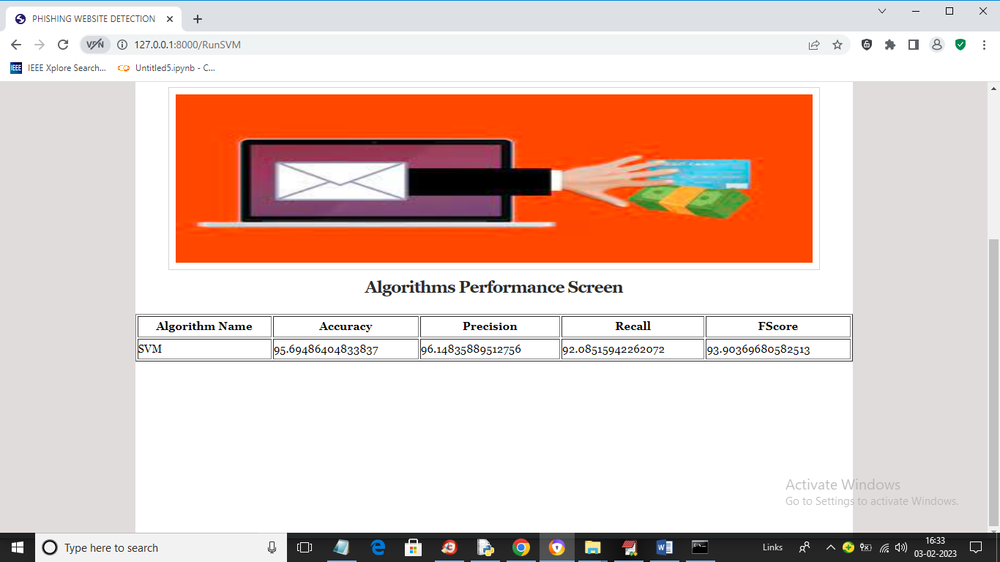 PHISHING WEBSITE DETECTION
VPN
127.0.0.1:8000/RunSVM
IEEE
IEEE Xplore Search...
Untitled5.ipynb - C...
Algorithms Performance Screen
Algorithm Name Accuracy Precision Recall FScore
SVM 95.69486404833837 96.14835889512756 92.08515942262072 93.90369680582513
Activate Windows
Go to Settings to activate Windows.
Type here to search
Links
16:33
03-02-2023